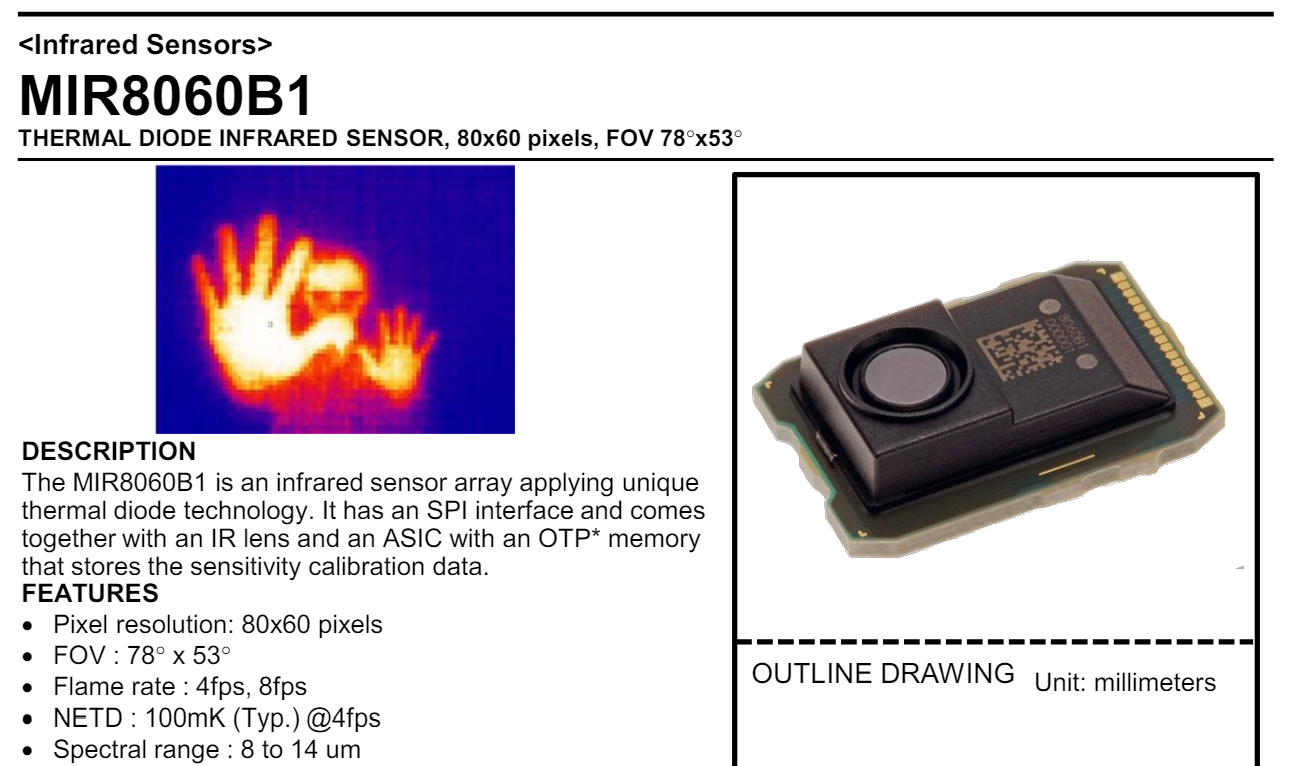 <Infrared Sensors>
MIR8060B1
THERMAL DIODE INFRARED SENSOR, 80x60 pixels, FOV 78°x53°
DESCRIPTION
The MIR8060B1 is an infrared sensor array applying unique
thermal diode technology. It has an SPI interface and comes
together with an IR lens and an ASIC with an OTP* memory
that stores the sensitivity calibration data.
FEATURES
• Pixel resolution: 80x60 pixels
• FOV : 78° x 53°
• Flame rate : 4fps, 8fps
• NETD : 100mK (Typ.) @4fps
• Spectral range : 8 to 14 um
8060B1
000001
OUTLINE DRAWING Unit: millimeters